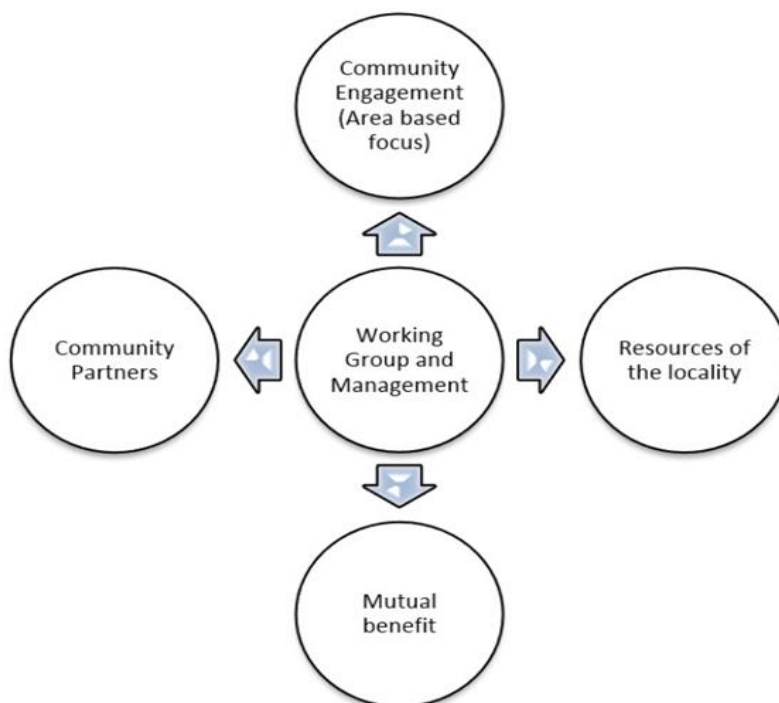 Community
Engagement
(Area based
focus)
Community
Partners
Working
Group and
Management
Resources of
the locality
Mutual
benefit